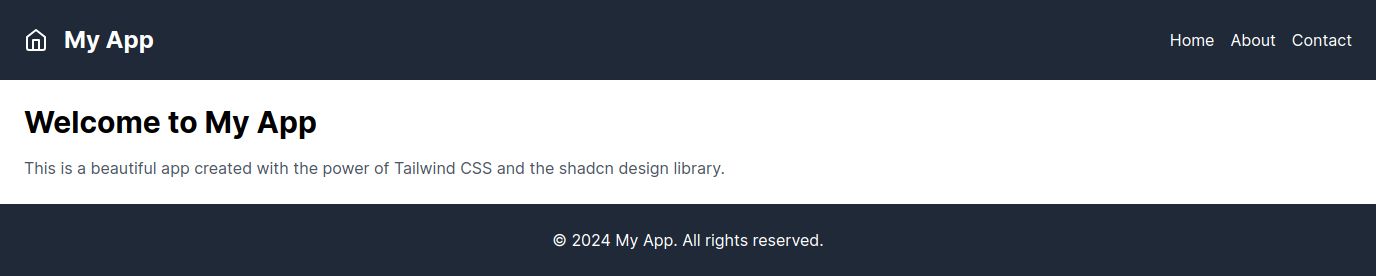 My App
Home About Contact
Welcome to My App
This is a beautiful app created with the power of Tailwind CSS and the shadcn design library.
© 2024 My App. All rights reserved.